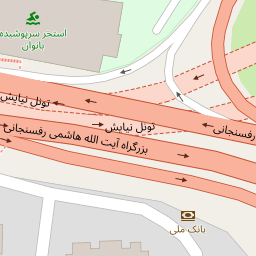 استخر سرپوشیده
بانوان
تونل نیایش
تونل نیایش
رفسنجانی
بزرگراه آیت الله هاشمی رفسنجانی
بانک ملی